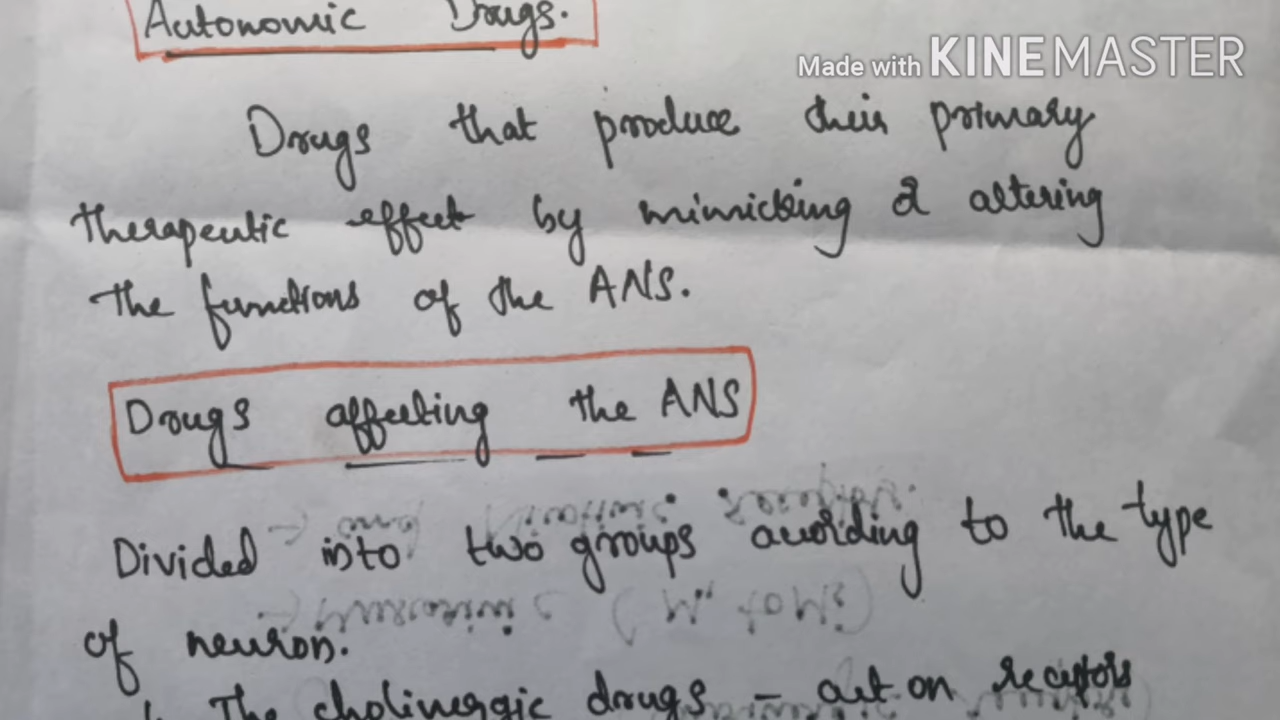 Autonomic Drugs.
Made with KINEMASTER
Drugs that produce their primary
therapeutic effect by mimicking & altering
the functions of the ANS.
Drugs affecting the ANS
Divided into two groups according to the type
of neuron.
1. The cholinergic drugs - act on receptors